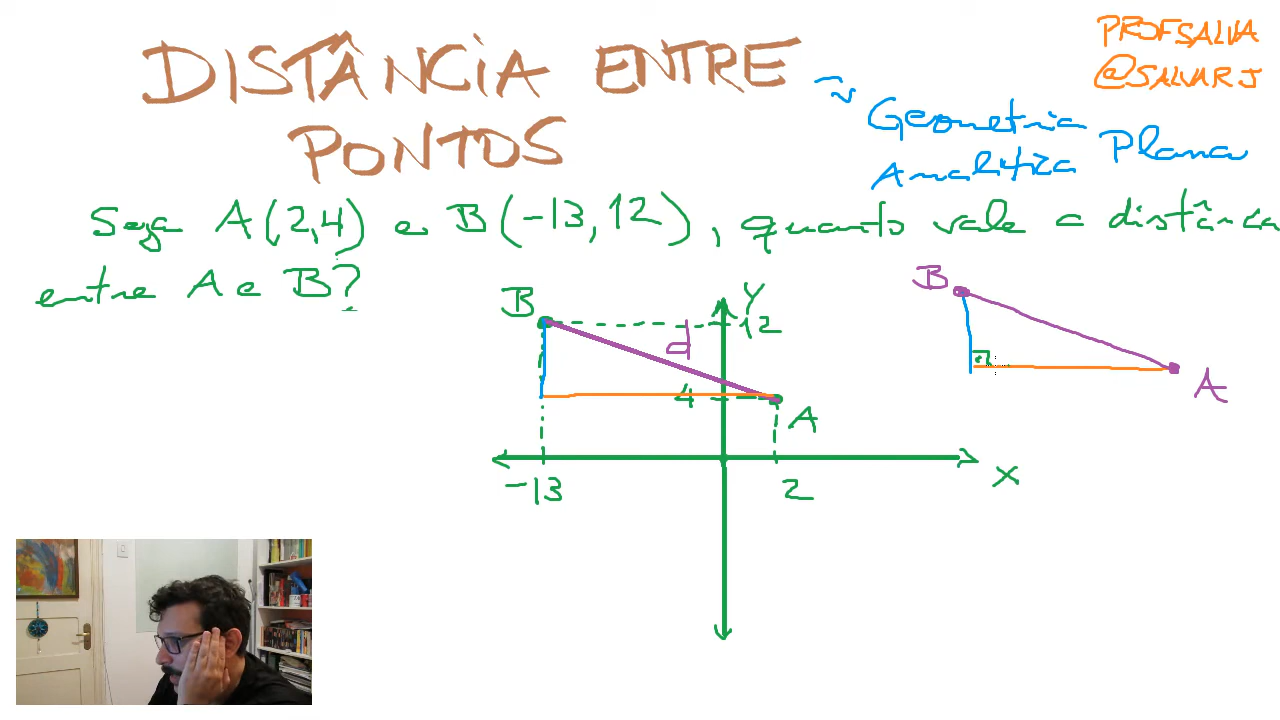 DISTÂNCIA ENTRE
PONTOS
PROFSALVA
@SALVARJ
Geometria
Analítica Plana
Seja A(2,4) e B(-13,12), quanto vale a distância
entre A e B?
B
Y
12
d
4
A
-13
2
X
B
A